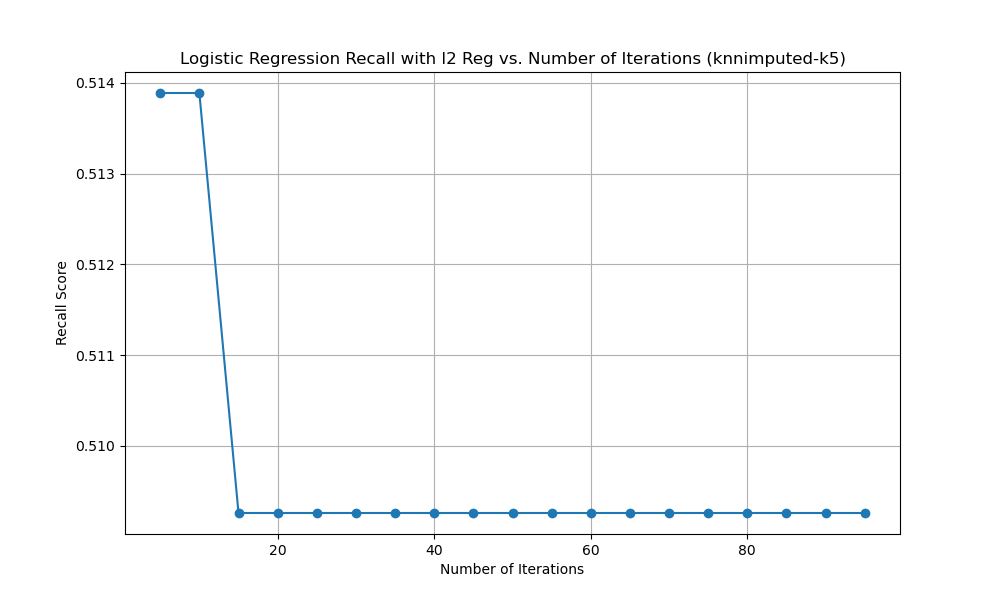 Logistic Regression Recall with l2 Reg vs. Number of Iterations (knnimputed-k5)
0.514
0.513
0.512
0.511
0.510
Recall Score
20 40 60 80
Number of Iterations